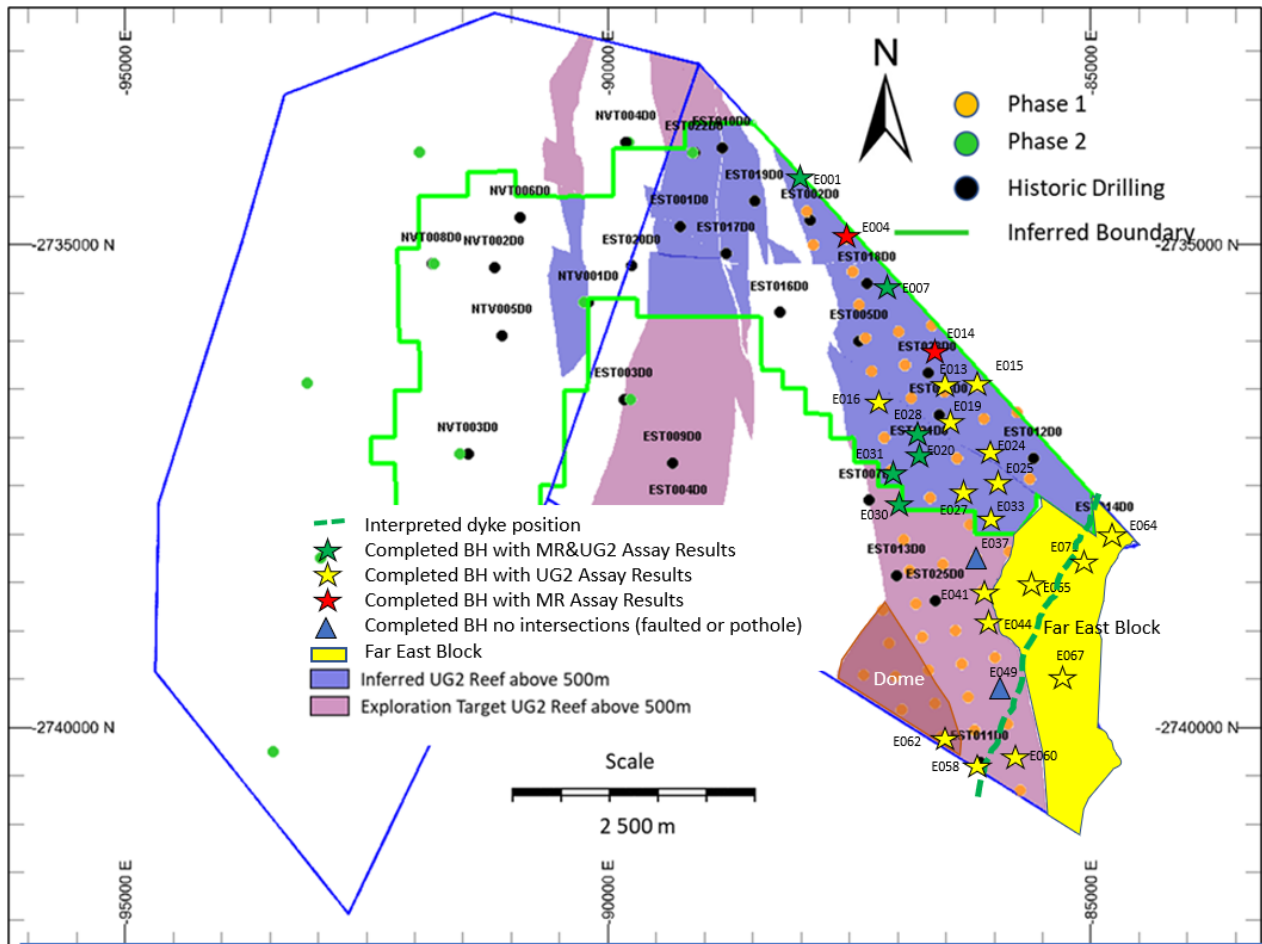 -95000 E
-90000 E
-85000 E
N
Phase 1
Phase 2
Historic Drilling
Inferred Boundary
NVT004D0
EST022D0
EST010D0
EST019D0
E001
EST002D0
NVT006D0
EST001D0
E004
NVT008D0
NVT002D0
EST020D0
EST017D0
-2735000 N
-2735000 N
EST018D0
NTV001D0
EST016D0
E007
NTV005D0
EST005D0
E014
EST003D0
E013
E015
E016
E028
E019
NVT003D0
EST009D0
EST012D0
E024
E031
E020
E025
EST004D0
E030
E027
E033
E064
Interpreted dyke position
Completed BH with MR&UG2 Assay Results
E037
E071
EST013D0
Completed BH with UG2 Assay Results
EST025D0
E041
E065
Completed BH with MR Assay Results
Completed BH no intersections (faulted or pothole)
E044
Far East Block
Far East Block
Inferred UG2 Reef above 500m
Dome
E049
E067
Exploration Target UG2 Reef above 500m
-2740000 N
-2740000 N
E062
EST011D0
E058
E060
Scale
2 500 m
-95000 E
-90000 E
-85000 E